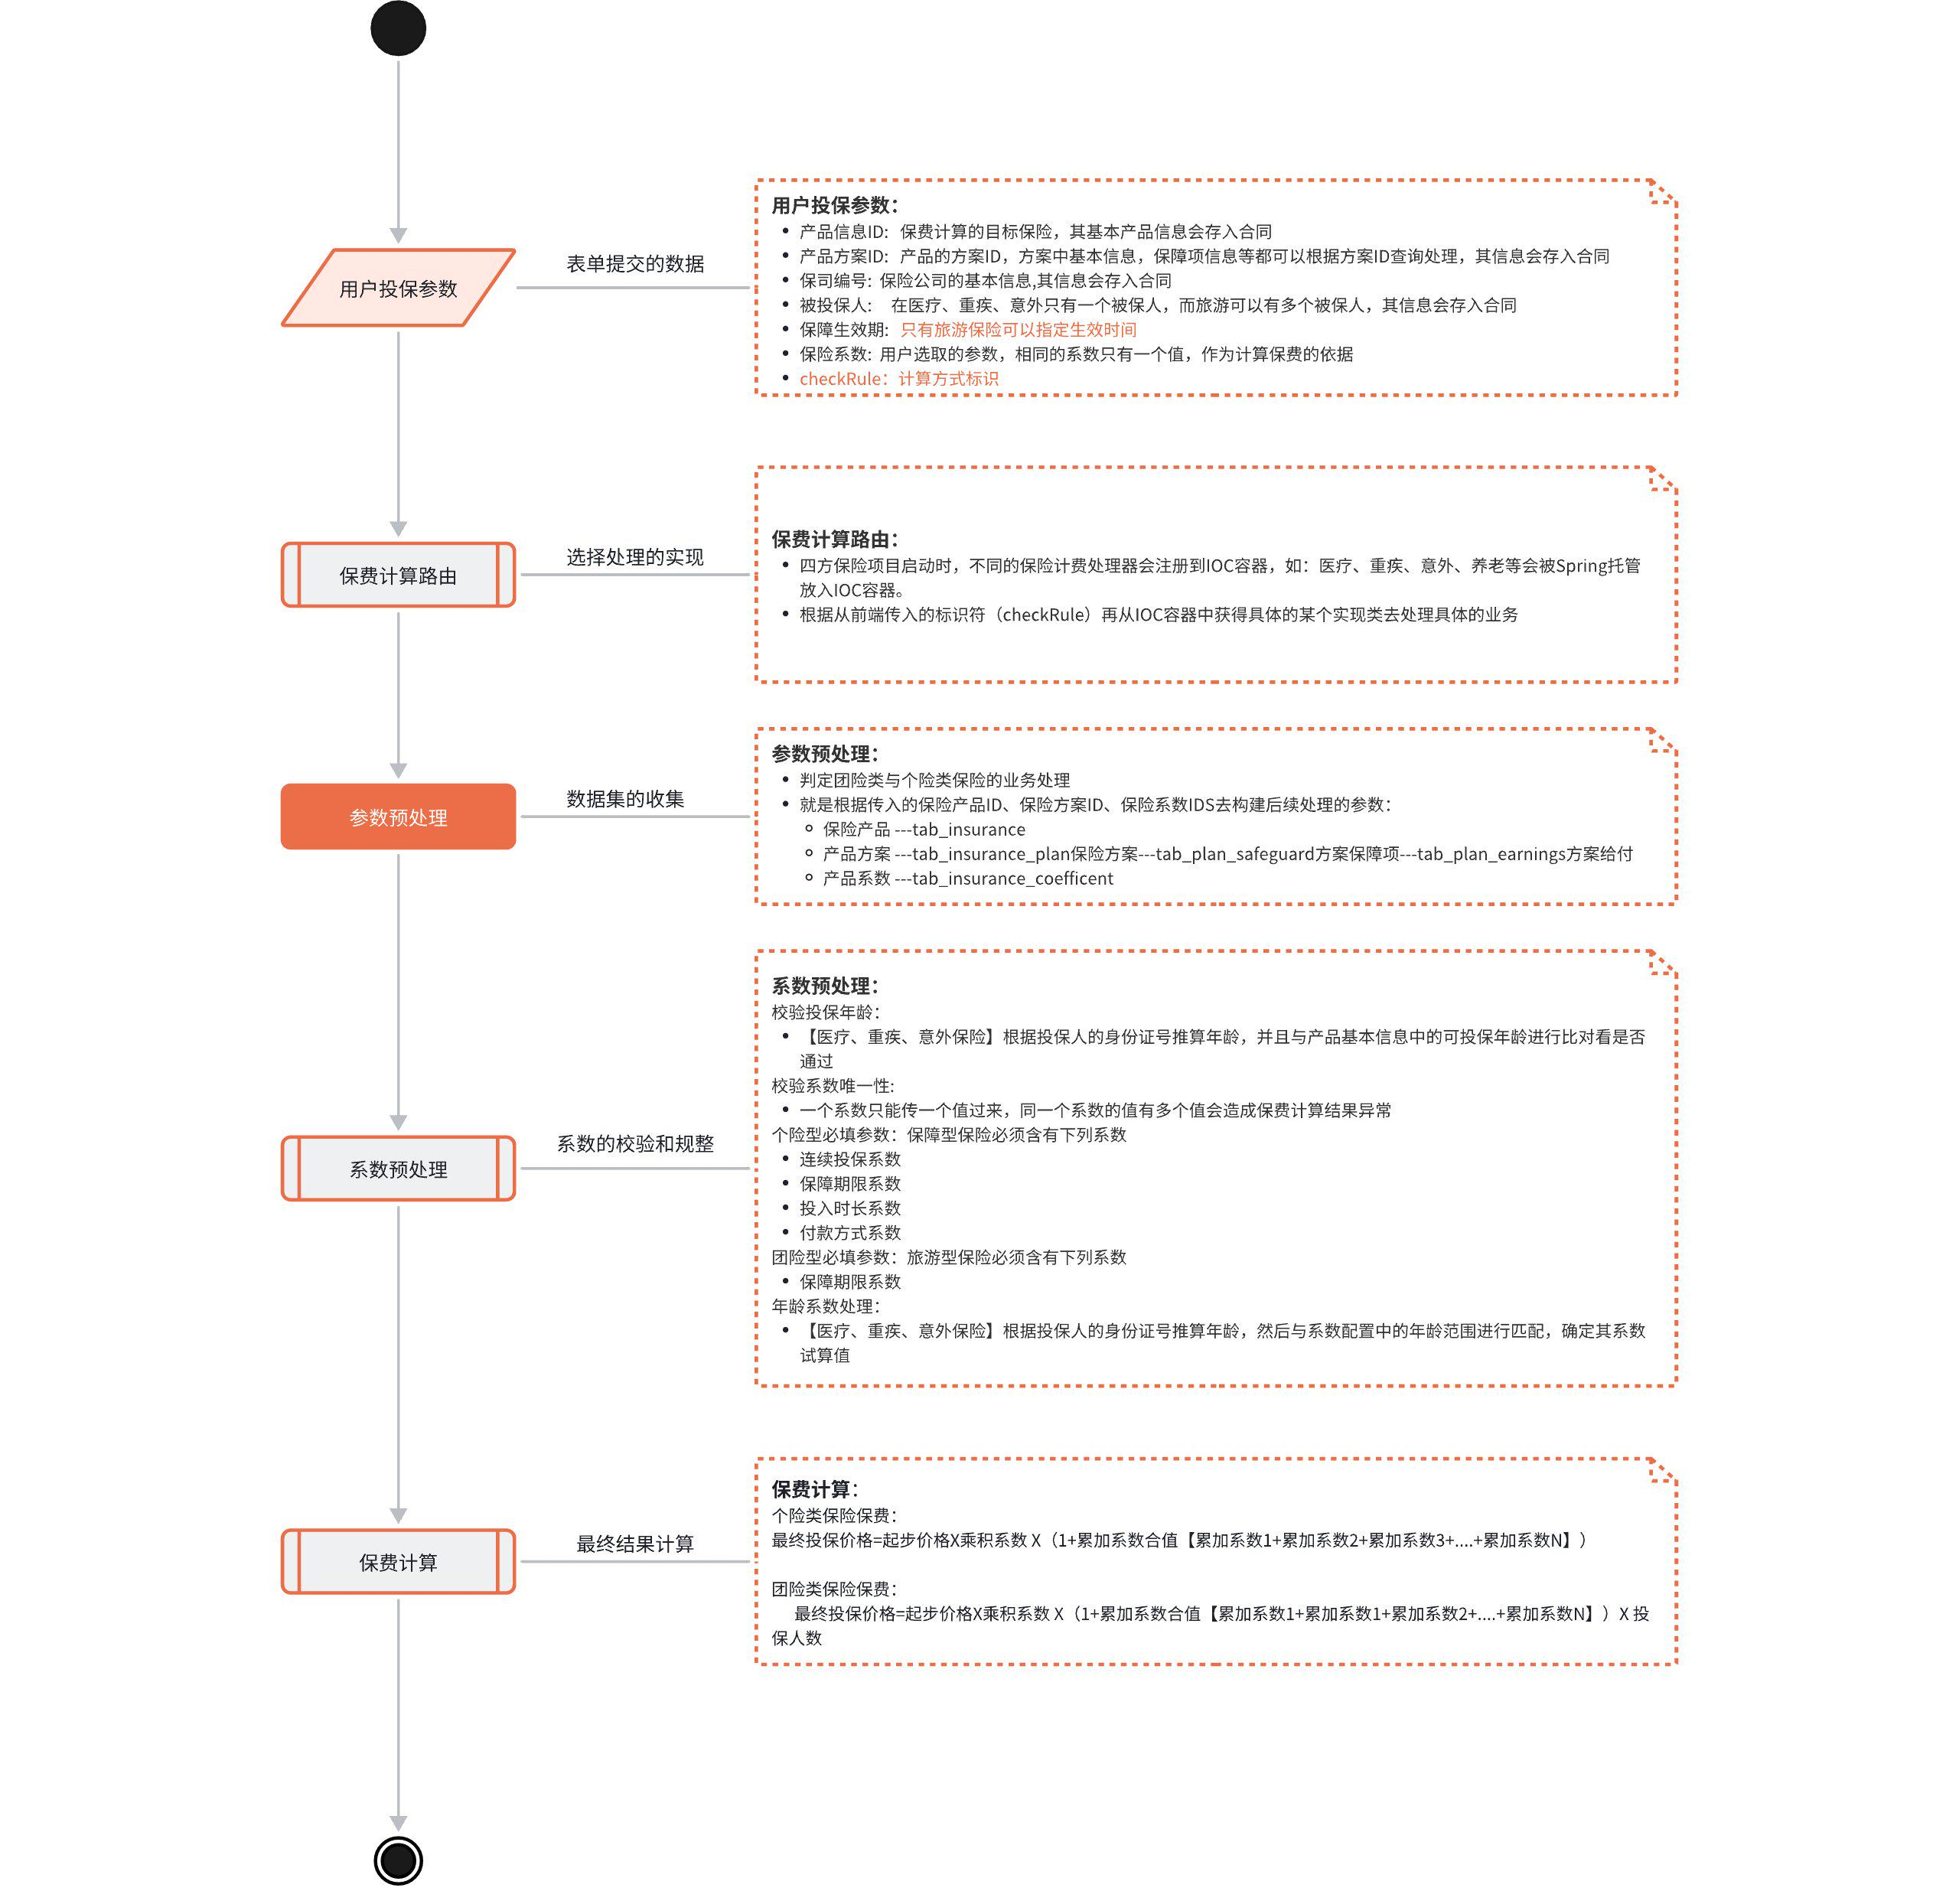 用户投保参数：
产品信息ID： 保费计算的目标保险，其基本产品信息会存入合同
表单提交的数据
产品方案ID： 产品的方案ID，方案中基本信息，保障项信息等都可以根据方案ID查询处理，其信息会存入合同
用户投保参数
保司编号: 保险公司的基本信息,其信息会存入合同
被投保人: 在医疗、重疾、意外只有一个被保人，而旅游可以有多个被保人，其信息会存入合同
保障生效期: 只有旅游保险可以指定生效时间
保险系数: 用户选取的参数，相同的系数只有一个值，作为计算保费的依据
checkRule：计算方式标识
保费计算路由：
选择处理的实现
四方保险项目启动时，不同的保险计费处理器会注册到IOC容器，如：医疗、重疾、意外、养老等会被Spring托管
保费计算路由
放入IOC容器。
根据从前端传入的标识符（checkRule）再从IOC容器中获得具体的某个实现类去处理具体的业务
参数预处理：
判定团险类与个险类保险的业务处理
数据集的收集
就是根据传入的保险产品ID、保险方案ID、保险系数IDS去构建后续处理的参数：
参数预处理
保险产品 ---tab_insurance
产品方案 ---tab_insurance_plan保险方案---tab_plan_safeguard方案保障项---tab_plan_earnings方案给付
产品系数 ---tab_insurance_coefficent
系数预处理：
校验投保年龄：
【医疗、重疾、意外保险】根据投保人的身份证号推算年龄，并且与产品基本信息中的可投保年龄进行比对看是否
通过
校验系数唯一性:
一个系数只能传一个值过来，同一个系数的值有多个值会造成保费计算结果异常
个险型必填参数：保障型保险必须含有下列系数
系数的校验和规整
连续投保系数
系数预处理
保障期限系数
投入时长系数
付款方式系数
团险型必填参数：旅游型保险必须含有下列系数
保障期限系数
年龄系数处理：
【医疗、重疾、意外保险】根据投保人的身份证号推算年龄，然后与系数配置中的年龄范围进行匹配，确定其系数
试算值
保费计算：
个险类保险保费：
最终结果计算
最终投保价格=起步价格X乘积系数 X（1+累加系数合值【累加系数1+累加系数2+累加系数3+....+累加系数N】）
保费计算
团险类保险保费：
最终投保价格=起步价格X乘积系数 X（1+累加系数合值【累加系数1+累加系数1+累加系数2+....+累加系数N】）X 投
保人数